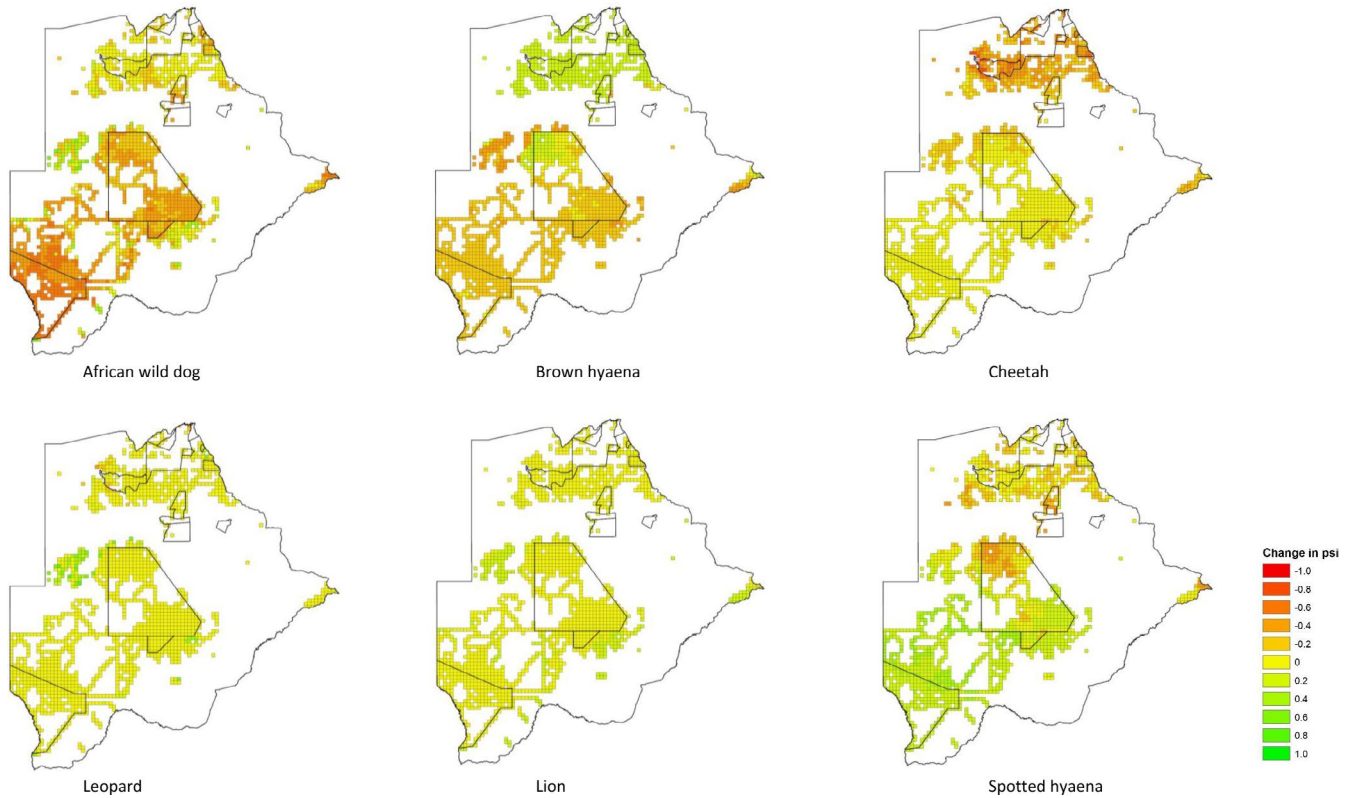 African wild dog
Brown hyaena
Cheetah
Leopard
Lion
Spotted hyaena
Change in psi
-1.0
-0.8
-0.6
-0.4
-0.2
0
0.2
0.4
0.6
0.8
1.0